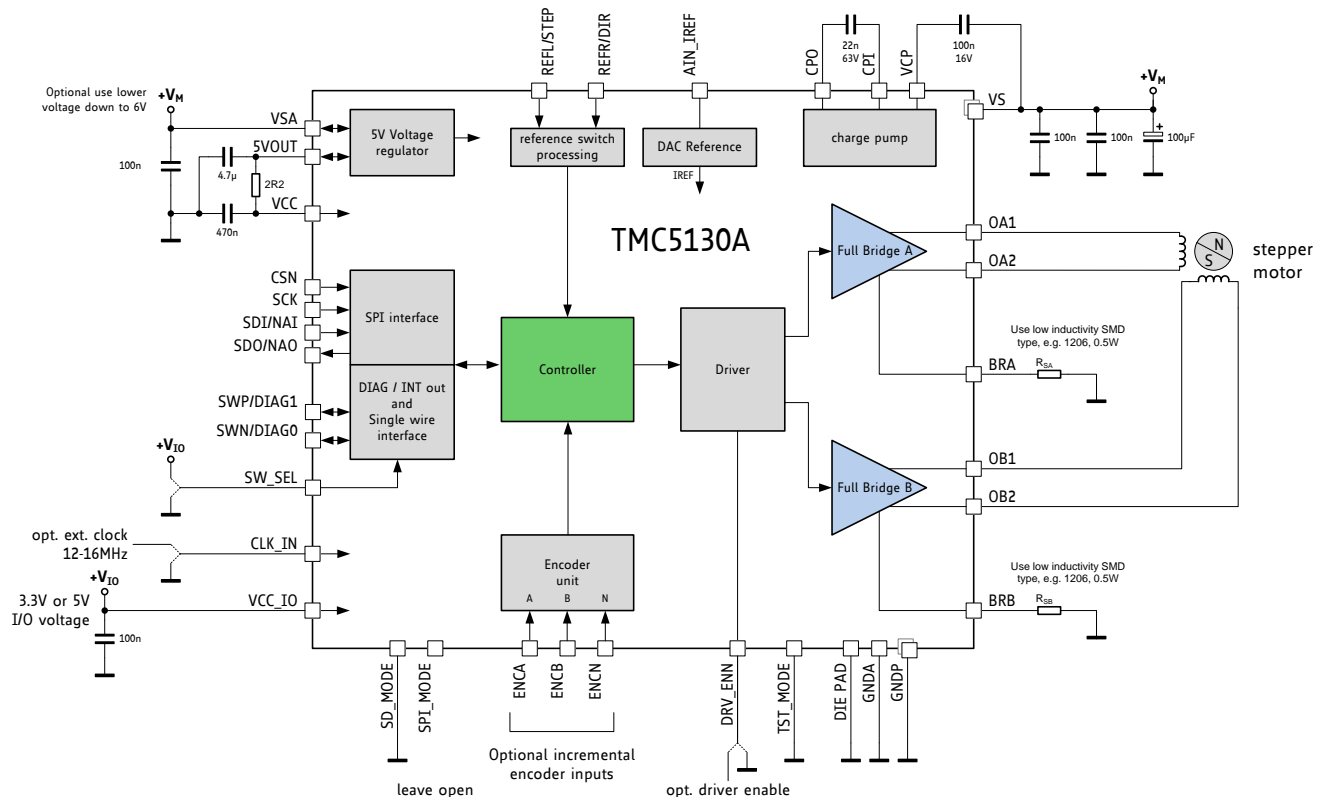 REFL/STEP
REFR/DIR
AIN_IREF
CPO
22n
63V
CPI
VCP
100n
16V
Optional use lower
voltage down to 6V
+VM
VSA
5VOUT
100n
4.7µ
2R2
VCC
470n
5V Voltage
regulator
reference switch
processing
DAC Reference
IREF
charge pump
VS
+VM
100n
100n
+
100µF
TMC5130A
Full Bridge A
OA1
OA2
N
S
stepper
motor
CSN
SCK
SDI/NAI
SDO/NAO
SPI interface
SWP/DIAG1
SWN/DIAG0
DIAG / INT out
and
Single wire
interface
Controller
Driver
Use low inductivity SMD
type, e.g. 1206, 0.5W
BRA
RSA
+VIO
SW_SEL
Full Bridge B
OB1
OB2
opt. ext. clock
12-16MHz
CLK_IN
+VIO
3.3V or 5V
I/O voltage
VCC_IO
100n
Encoder
unit
A
B
N
Use low inductivity SMD
type, e.g. 1206, 0.5W
BRB
RSB
SD_MODE
SPI_MODE
ENCA
ENCB
ENCN
DRV_ENN
TST_MODE
DIE PAD
GNDA
GNDP
Optional incremental
encoder inputs
leave open
opt. driver enable